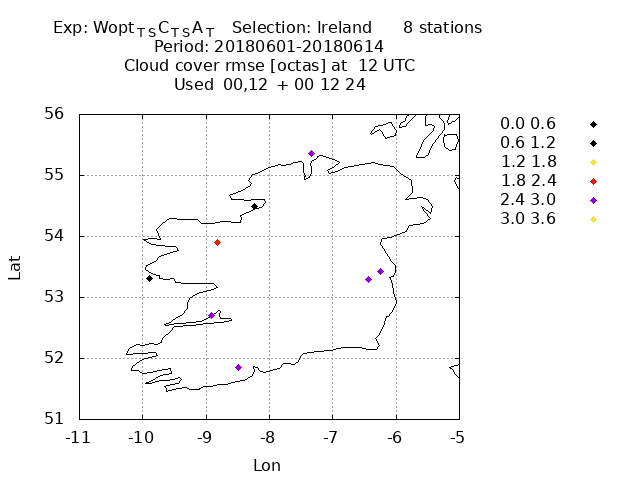 Exp: WoptTSCTSAT Selection: Ireland 8 stations
Period: 20180601-20180614
Cloud cover rmse [octas] at 12 UTC
Used 00,12 + 00 12 24
0.0 0.6
0.6 1.2
1.2 1.8
1.8 2.4
2.4 3.0
3.0 3.6
56
55
54
53
52
51
Lat
-11 -10 -9 -8 -7 -6 -5
Lon